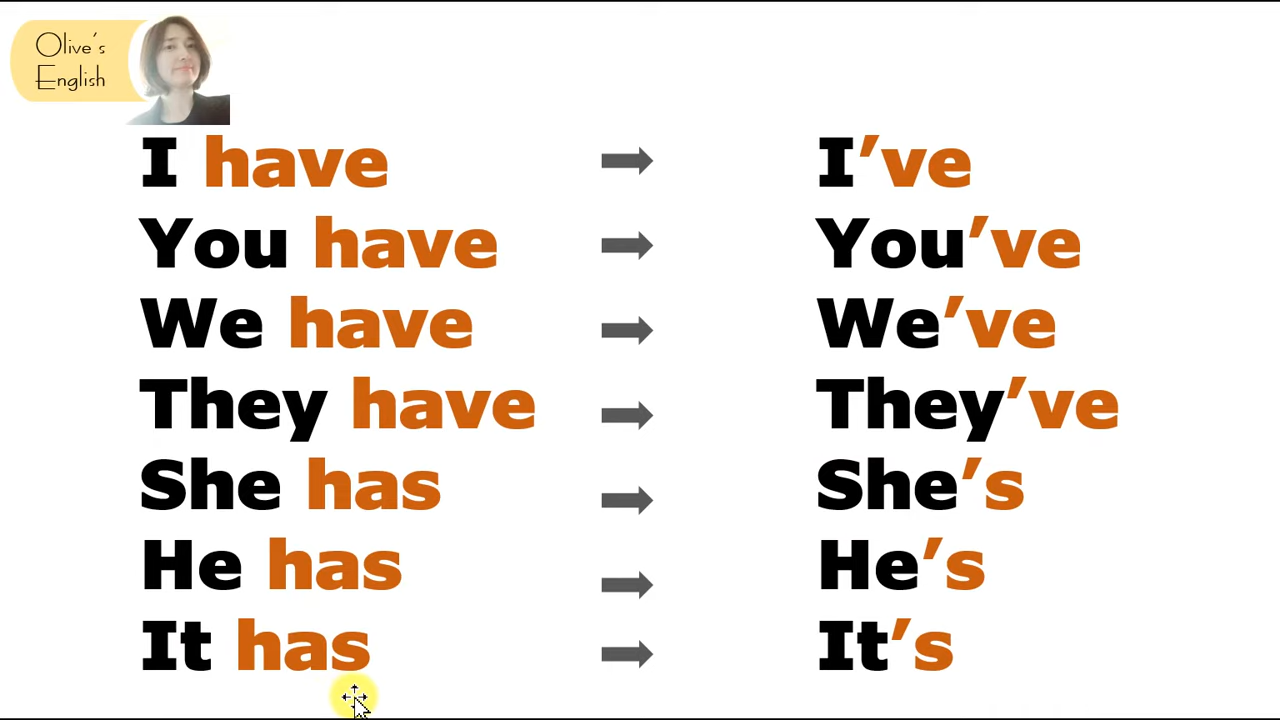 Olive's
English
I have → I've
You have → You've
We have → We've
They have → They've
She has → She's
He has → He's
It has → It's